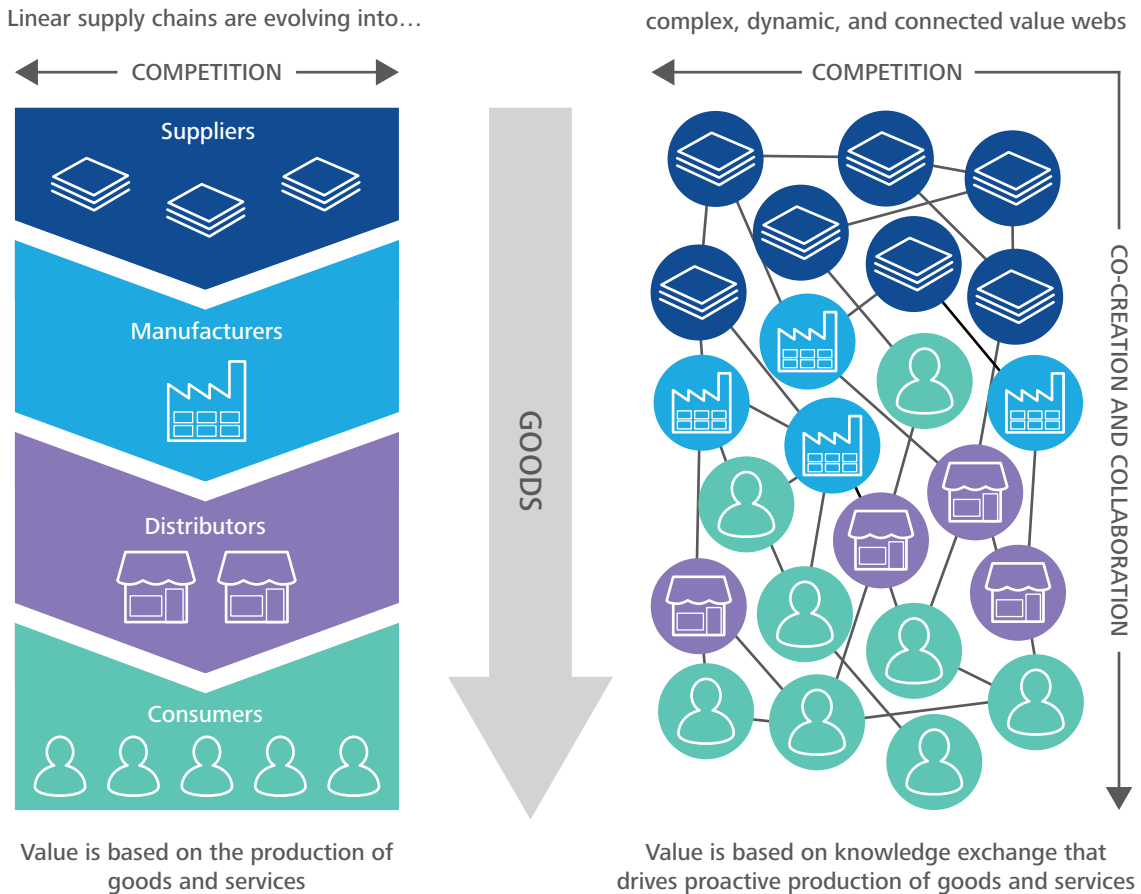 Linear supply chains are evolving into…
COMPETITION
Suppliers
Manufacturers
Distributors
Consumers
Value is based on the production of
goods and services
GOODS
complex, dynamic, and connected value webs
COMPETITION
CO-CREATION AND COLLABORATION
Value is based on knowledge exchange that
drives proactive production of goods and services